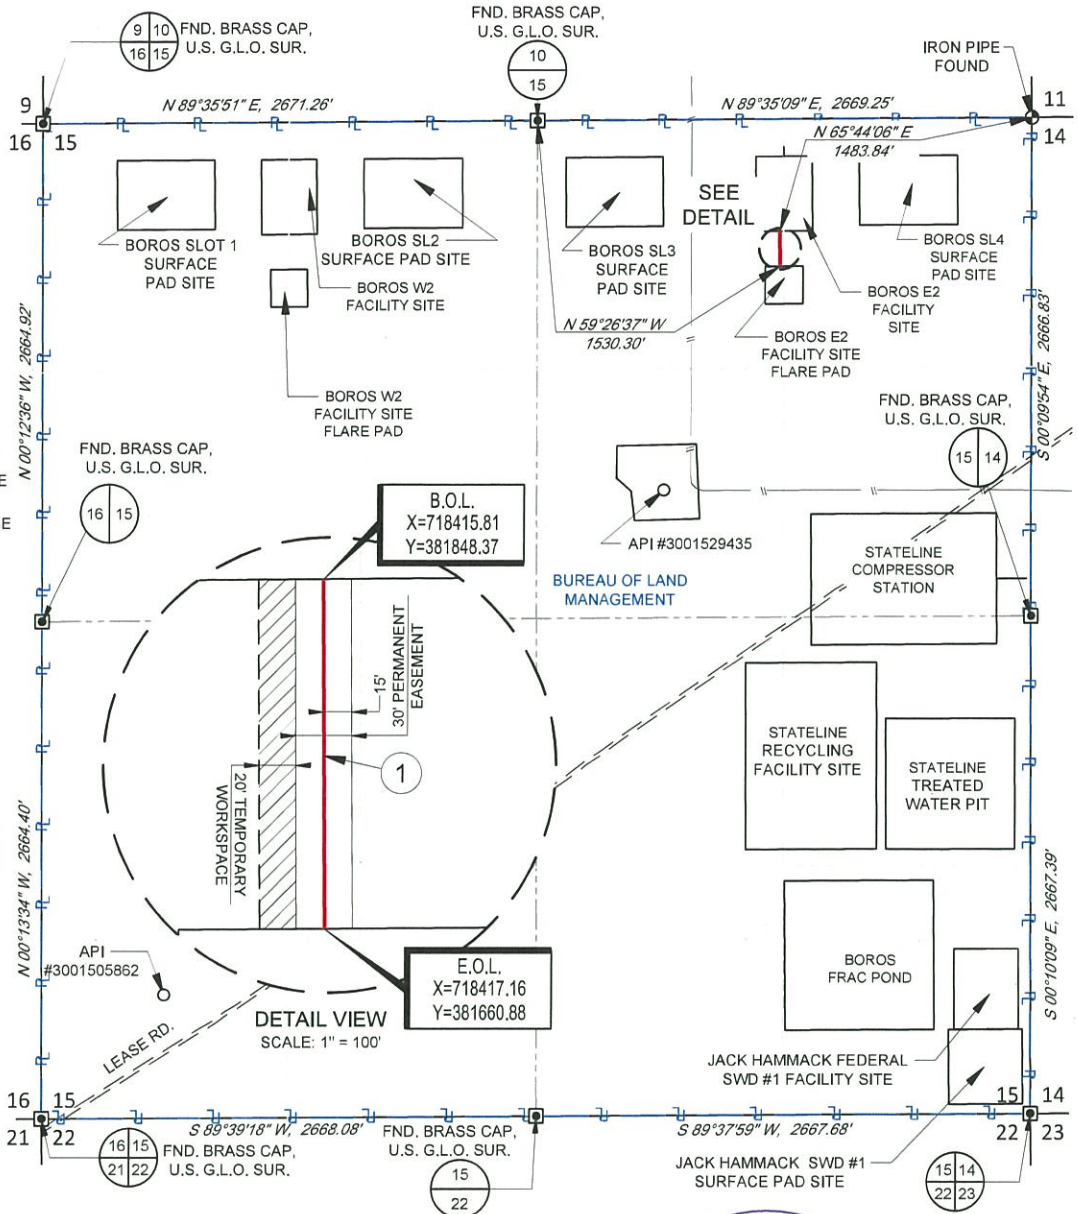 9 10
16 15
FND. BRASS CAP,
U.S. G.L.O. SUR.
FND. BRASS CAP,
U.S. G.L.O. SUR.
10
15
IRON PIPE
FOUND
9
16 15
N 89°35'51" E, 2671.26'
N 89°35'09" E, 2669.25'
11
14
N 65°44'06" E
1483.84'
SEE
DETAIL
BOROS SLOT 1
SURFACE
PAD SITE
BOROS SL2
SURFACE PAD SITE
BOROS W2
FACILITY SITE
BOROS SL3
SURFACE
PAD SITE
BOROS SL4
SURFACE
PAD SITE
BOROS E2
FACILITY
SITE
N 59°26'37" W
1530.30'
BOROS E2
FACILITY SITE
FLARE PAD
BOROS W2
FACILITY SITE
FLARE PAD
N 00°12'36" W, 2664.92'
S 00°09'54" E, 2666.83'
FND. BRASS CAP,
U.S. G.L.O. SUR.
15 14
FND. BRASS CAP,
U.S. G.L.O. SUR.
16 15
E
SE
B.O.L.
X=718415.81
Y=381848.37
API #3001529435
STATELINE
COMPRESSOR
STATION
BUREAU OF LAND
MANAGEMENT
15'
30' PERMANENT
EASEMENT
1
20' TEMPORARY
WORKSPACE
STATELINE
RECYCLING
FACILITY SITE
STATELINE
TREATED
WATER PIT
N 00°13'34" W, 2664.40'
S 00°10'09" E, 2667.39'
API
#3001505862
E.O.L.
X=718417.16
Y=381660.88
DETAIL VIEW
SCALE: 1" = 100'
LEASE RD.
BOROS
FRAC POND
JACK HAMMACK FEDERAL
SWD #1 FACILITY SITE
16 15
21 22
15 14
22 23
S 89°39'18" W, 2668.08'
S 89°37'59" W, 2667.68'
16 15
21 22
FND. BRASS CAP,
U.S. G.L.O. SUR.
FND. BRASS CAP,
U.S. G.L.O. SUR.
15
22
JACK HAMMACK SWD #1
SURFACE PAD SITE
15 14
22 23